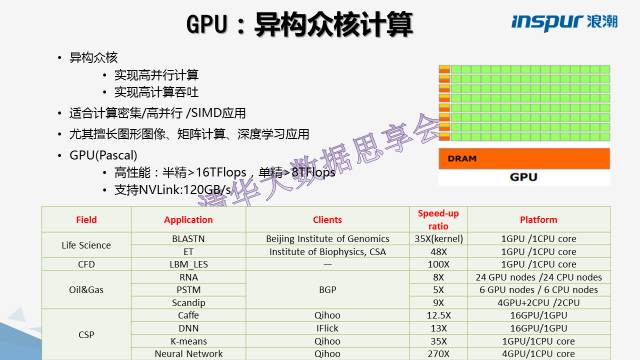 GPU：异构众核计算
inspur 浪潮
• 异构众核
• 实现高并行计算
• 实现高计算吞吐
• 适合计算密集/高并行 /SIMD应用
• 尤其擅长图形图像、矩阵计算、深度学习应用
• GPU(Pascal)
• 高性能：半精>16TFlops，单精>8TFlops
• 支持NVLink:120GB/s
DRAM
GPU
清华大数据思享会
Field Application Clients Speed-up ratio Platform
Life Science BLASTN Beijing Institute of Genomics 35X(kernel) 1GPU /1CPU core
ET Institute of Biophysics, CSA 48X 1GPU /1CPU core
CFD LBM_LES — 100X 1GPU /1CPU core
Oil&Gas RNA BGP 8X 24 GPU nodes /24 CPU nodes
PSTM 5X 6 GPU nodes / 6 CPU nodes
Scandip 9X 4GPU+2CPU /2CPU
CSP Caffe Qihoo 12.5X 16GPU/1GPU
DNN IFlick 13X 16GPU/1GPU
K-means Qihoo 35X 1GPU/1CPU core
Neural Network Qihoo 270X 4GPU/1CPU core